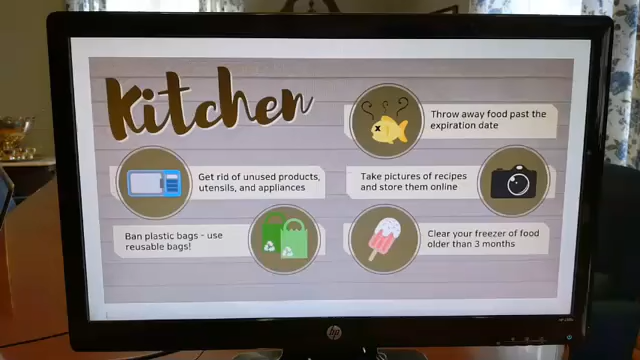 Kitchen
Throw away food past the
expiration date
Get rid of unused products,
utensils, and appliances
Take pictures of recipes
and store them online
Ban plastic bags - use
reusable bags!
Clear your freezer of food
older than 3 months
hp